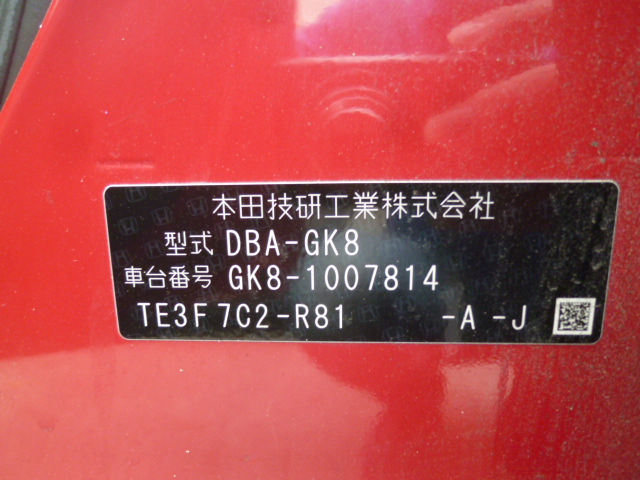 本田技研工業株式会社
型式 DBA-GK8
車台番号 GK8-1007814
TE3F7C2-R81 -A -J